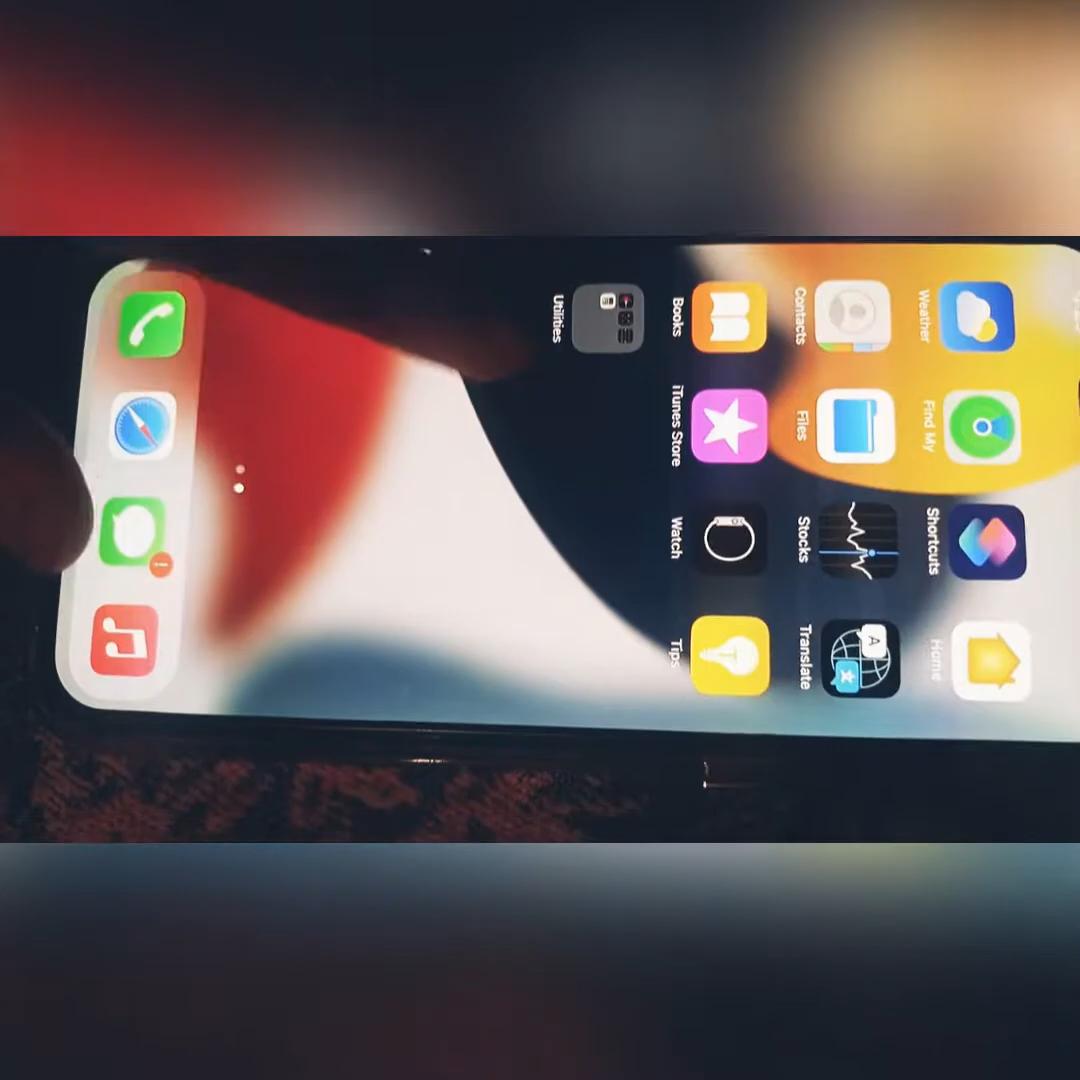 Weather
Find My
Shortcuts
Home
Contacts
Files
Stocks
Translate
A
Books
iTunes Store
Watch
Tips
Utilities
!